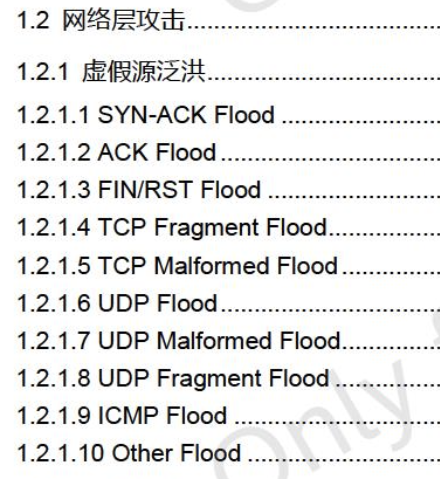 1.2 网络层攻击........................
1.2.1 虚假源泛洪........................
1.2.1.1 SYN-ACK Flood ........................
1.2.1.2 ACK Flood........................
1.2.1.3 FIN/RST Flood ........................
1.2.1.4 TCP Fragment Flood........................
1.2.1.5 TCP Malformed Flood........................
1.2.1.6 UDP Flood........................
1.2.1.7 UDP Malformed Flood........................
1.2.1.8 UDP Fragment Flood........................
1.2.1.9 ICMP Flood ........................
1.2.1.10 Other Flood ........................
Only